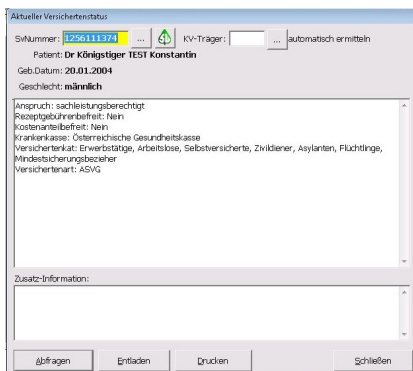 Aktueller Versichertenstatus
SvNummer: 1256111374 ... KV-Träger: ... automatisch ermitteln
Patient: Dr Königstiger TEST Konstantin
Geb.Datum: 20.01.2004
Geschlecht: männlich
Anspruch: sachleistungsberechtigt
Rezeptgebührenbefreit: Nein
Kostenanteilbefreit: Nein
Krankenkasse: Österreichische Gesundheitskasse
Versichertenkat: Erwerbstätige, Arbeitslose, Selbstversicherte, Zivildiener, Asylanten, Flüchtlinge,
Mindestsicherungsbezieher
Versichertenart: ASVG
Zusatz-Information:
Abfragen Entladen Drucken Schließen